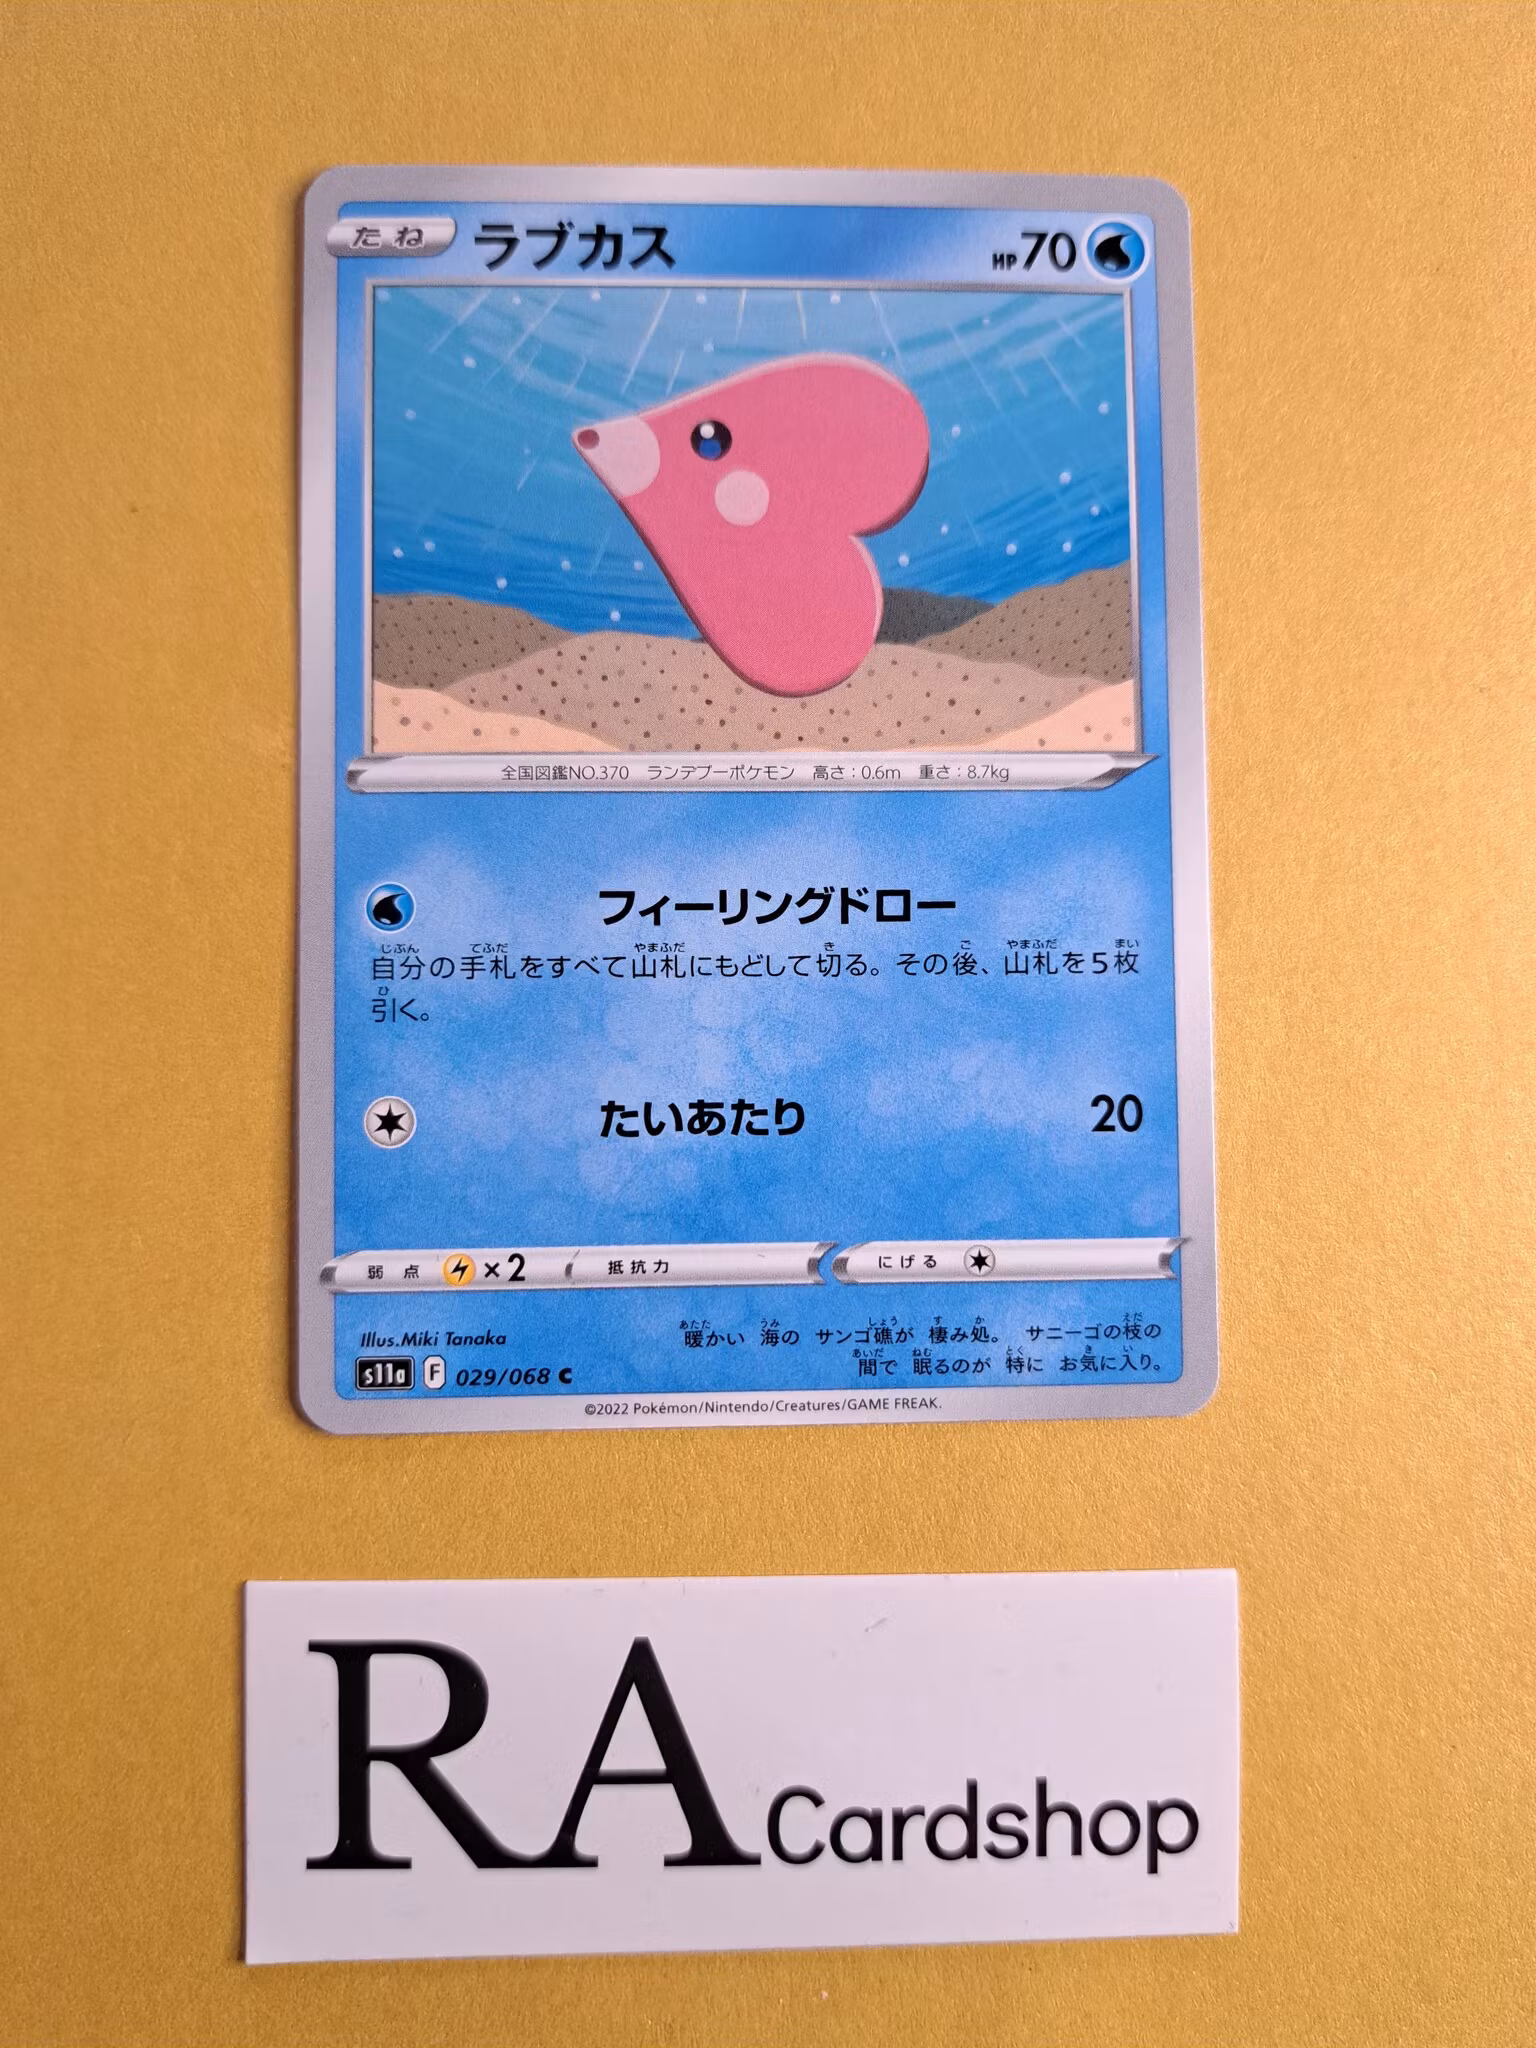 たね ラブカス HP70
全国図鑑NO.370 ランデブーポケモン 高さ：0.6m 重さ：8.7kg
フィーリングドロー
自分の手札をすべて山札にもどして切る。その後、山札を5枚
引く。
たいあたり 20
弱点 ×2 抵抗力 にげる
Illus.Miki Tanaka
暖かい 海の サンゴ礁が 棲み処。 サニーゴの枝の
間で 眠るのが 特に お気に入り。
s11a F 029/068 C
©2022 Pokémon/Nintendo/Creatures/GAME FREAK.
RA Cardshop